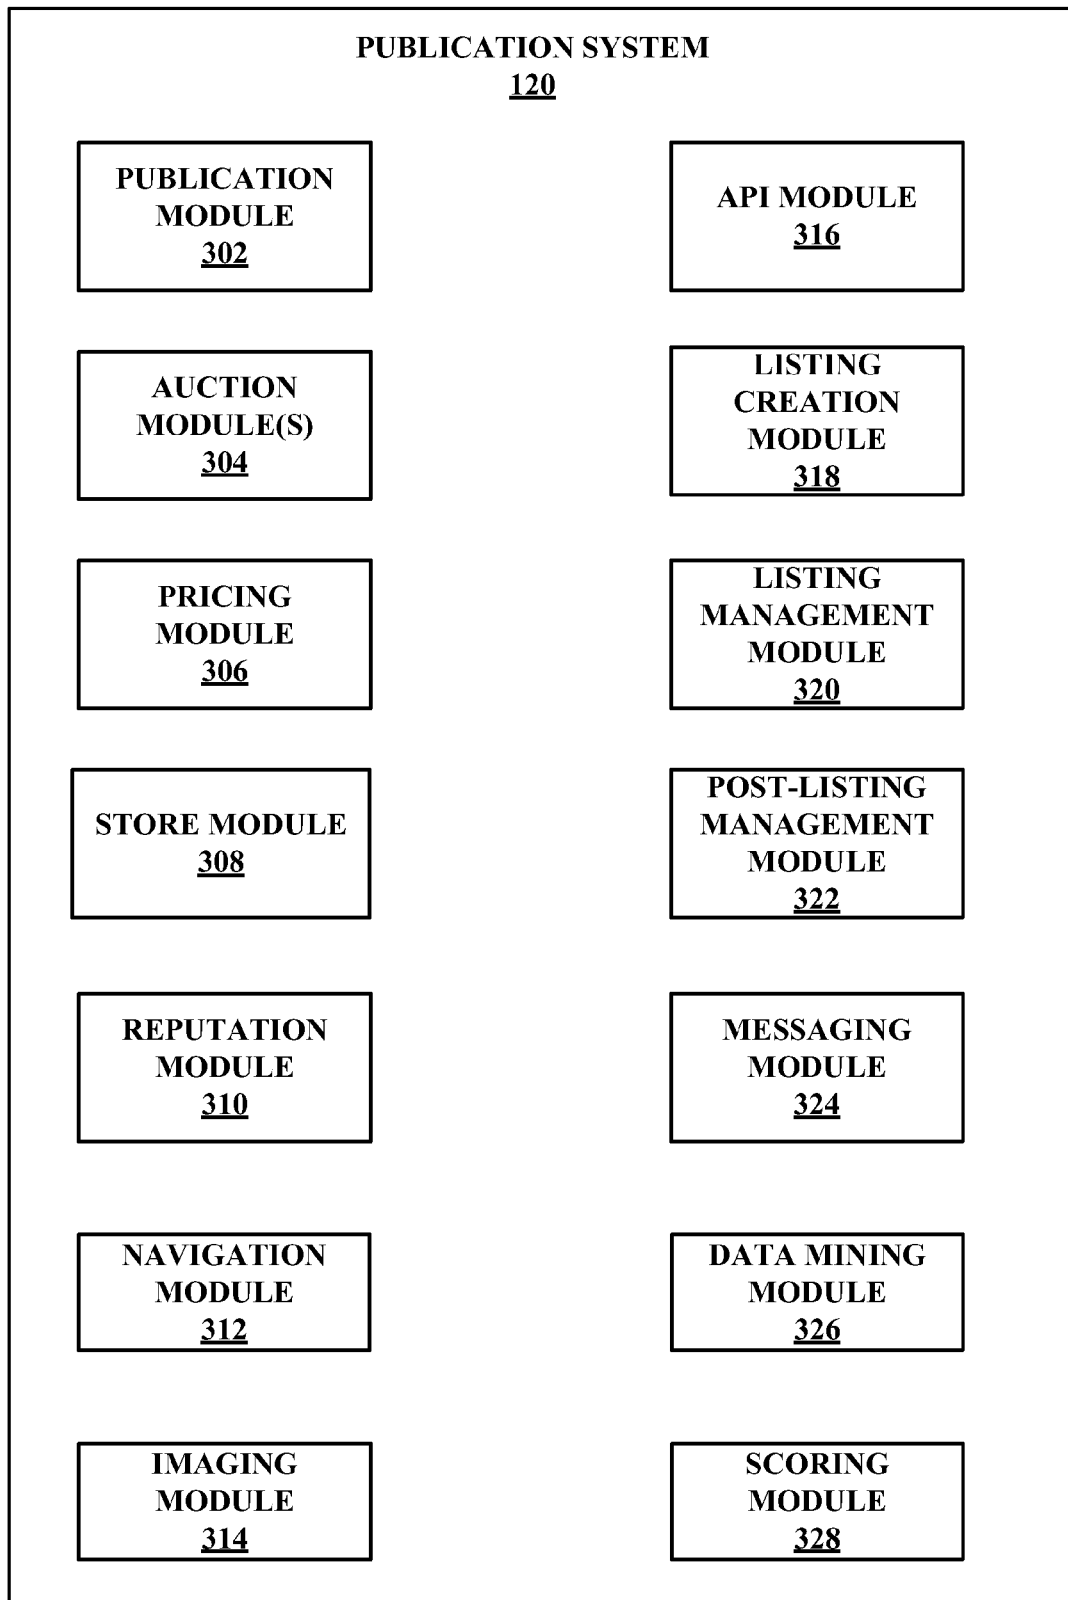 PUBLICATION SYSTEM
120
PUBLICATION
MODULE
302
API MODULE
316
AUCTION
MODULE(S)
304
LISTING
CREATION
MODULE
318
PRICING
MODULE
306
LISTING
MANAGEMENT
MODULE
320
STORE MODULE
308
POST-LISTING
MANAGEMENT
MODULE
322
REPUTATION
MODULE
310
MESSAGING
MODULE
324
NAVIGATION
MODULE
312
DATA MINING
MODULE
326
IMAGING
MODULE
314
SCORING
MODULE
328